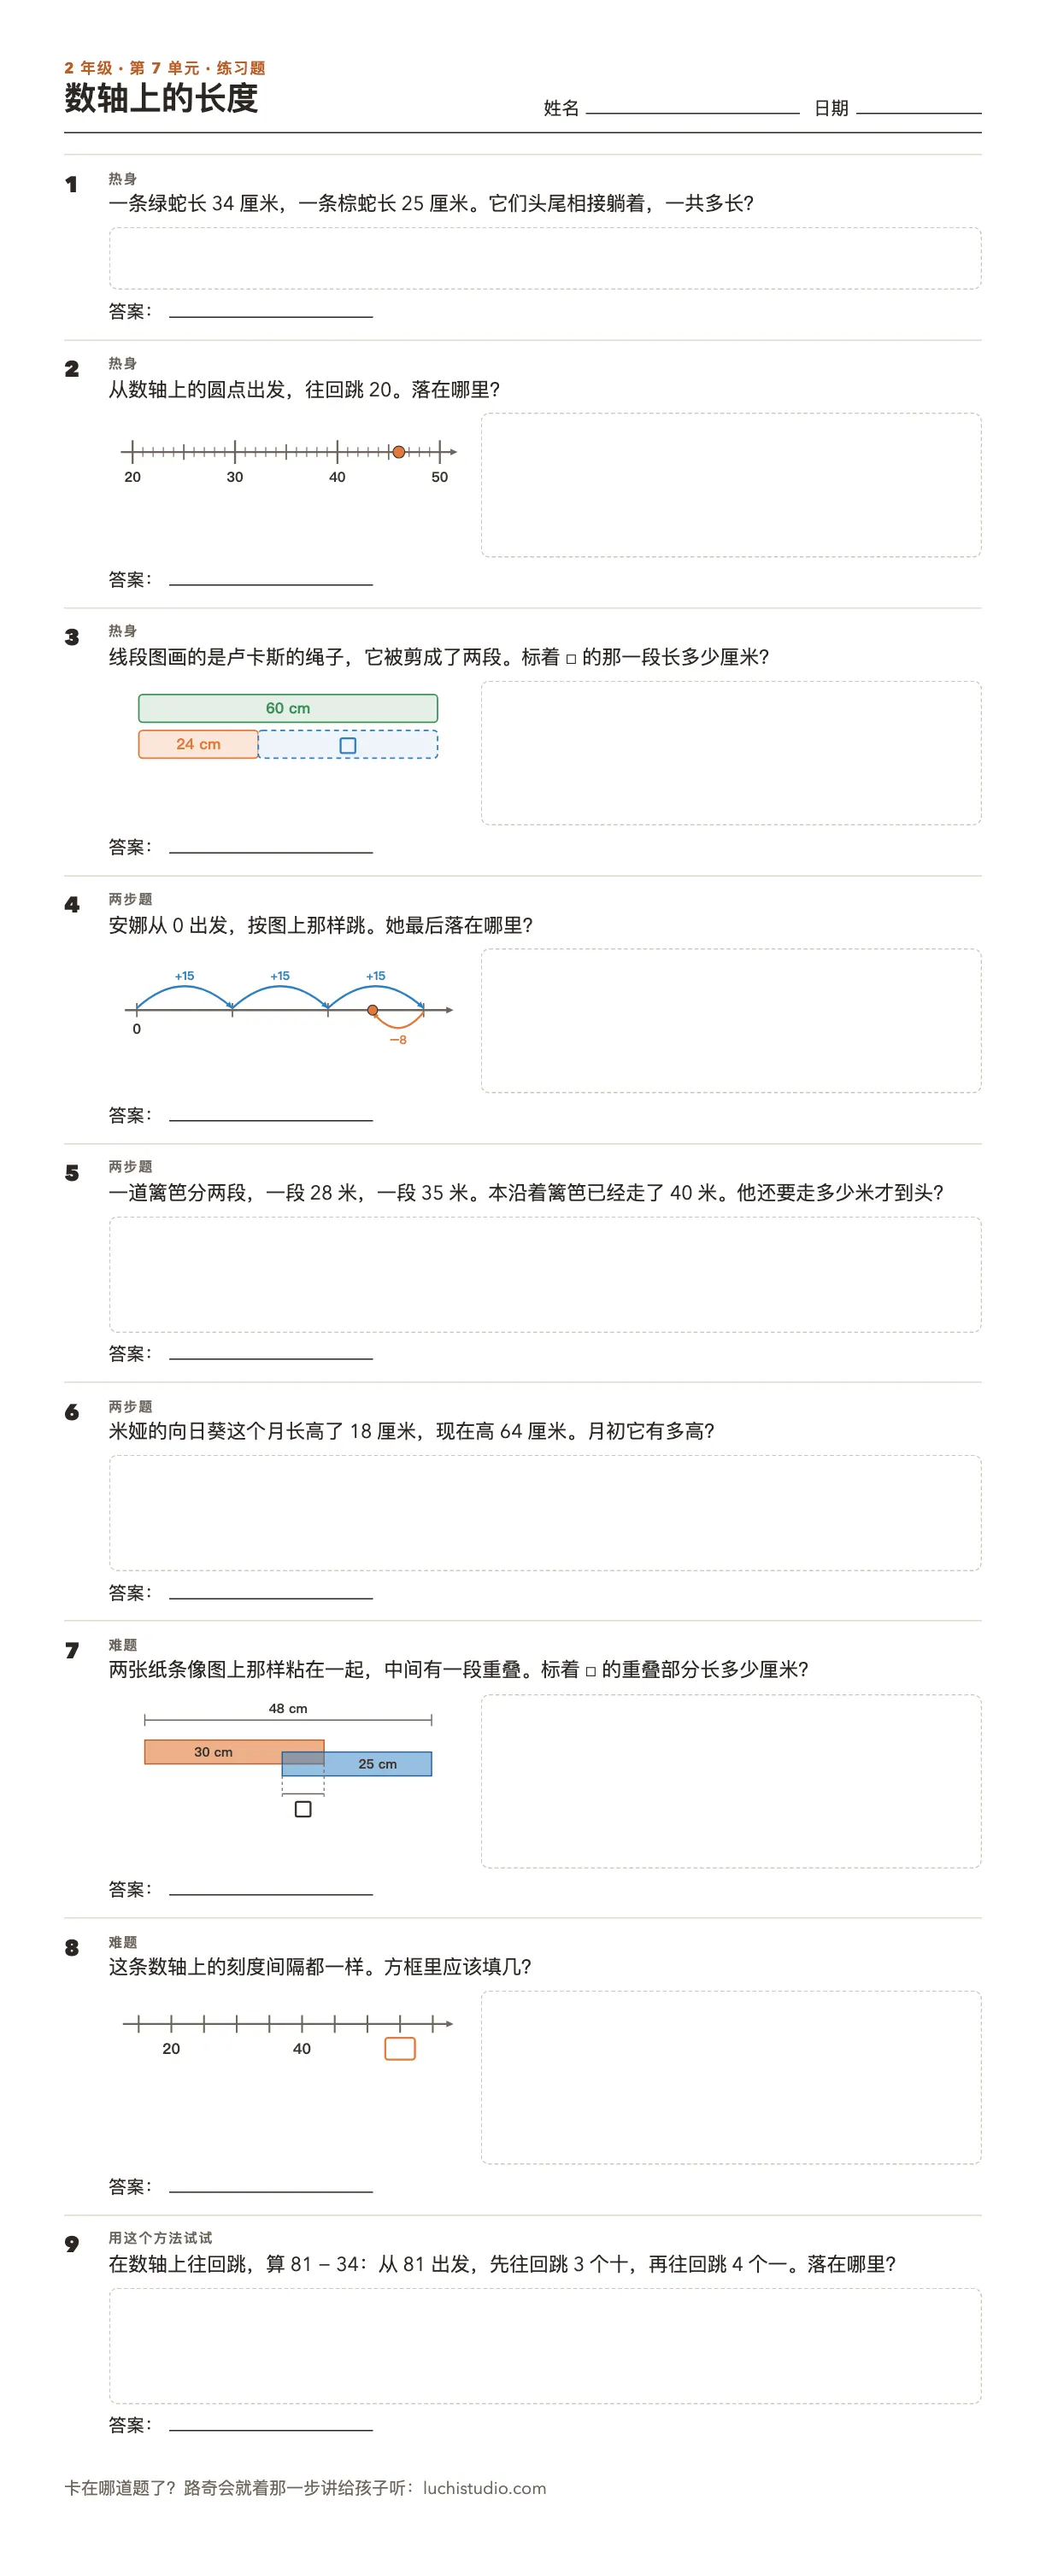 2 年级 · 第 7 单元 · 练习题
数轴上的长度
姓名
日期
1
热身
一条绿蛇长 34 厘米，一条棕蛇长 25 厘米。它们头尾相接躺着，一共多长？
答案：
2
热身
从数轴上的圆点出发，往回跳 20。落在哪里？
20 30 40 50
答案：
3
热身
线段图画的是卢卡斯的绳子，它被剪成了两段。标着 □ 的那一段长多少厘米？
60 cm
24 cm □
答案：
4
两步题
安娜从 0 出发，按图上那样跳。她最后落在哪里？
+15 +15 +15
0
−8
答案：
5
两步题
一道篱笆分两段，一段 28 米，一段 35 米。本沿着篱笆已经走了 40 米。他还要走多少米才到头？
答案：
6
两步题
米娅的向日葵这个月长高了 18 厘米，现在高 64 厘米。月初它有多高？
答案：
7
难题
两张纸条像图上那样粘在一起，中间有一段重叠。标着 □ 的重叠部分长多少厘米？
48 cm
30 cm
25 cm
□
答案：
8
难题
这条数轴上的刻度间隔都一样。方框里应该填几？
20 40
答案：
9
用这个方法试试
在数轴上往回跳，算 81 − 34：从 81 出发，先往回跳 3 个十，再往回跳 4 个一。落在哪里？
答案：
卡在哪道题了？路奇会就着那一步讲给孩子听：luchistudio.com